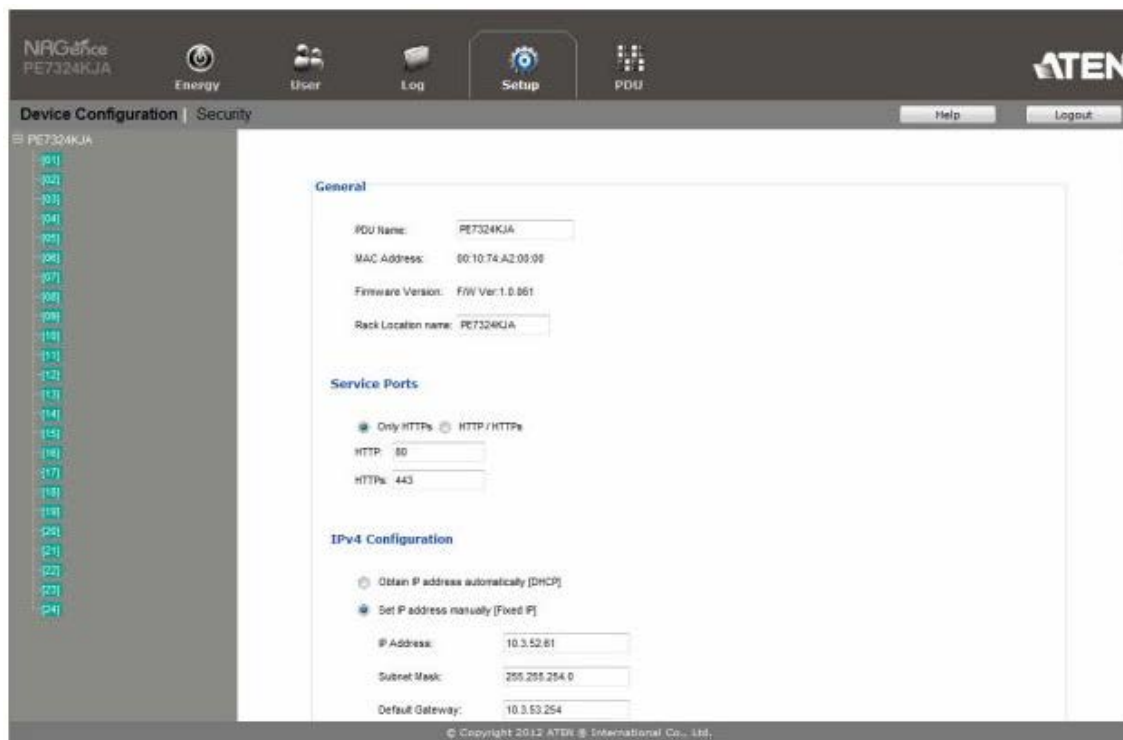 NRGence
PE7324KJA
Energy
User
Log
Setup
PDU
ATEN
Device Configuration | Security
Help
Logout
PE7324KJA
[01]
[02]
[03]
[04]
[05]
[06]
[07]
[08]
[09]
[10]
[11]
[12]
[13]
[14]
[15]
[16]
[17]
[18]
[19]
[20]
[21]
[22]
[23]
[24]
General
PDU Name: PE7324KJA
MAC Address: 00:10:74:A2:00:00
Firmware Version: F/W Ver:1.0.061
Rack Location name: PE7324KJA
Service Ports
Only HTTPs HTTP / HTTPs
HTTP: 80
HTTPs: 443
IPv4 Configuration
Obtain IP address automatically [DHCP]
Set IP address manually [Fixed IP]
IP Address: 10.3.52.61
Subnet Mask: 255.255.254.0
Default Gateway: 10.3.53.254
© Copyright 2012 ATEN ® International Co., Ltd.